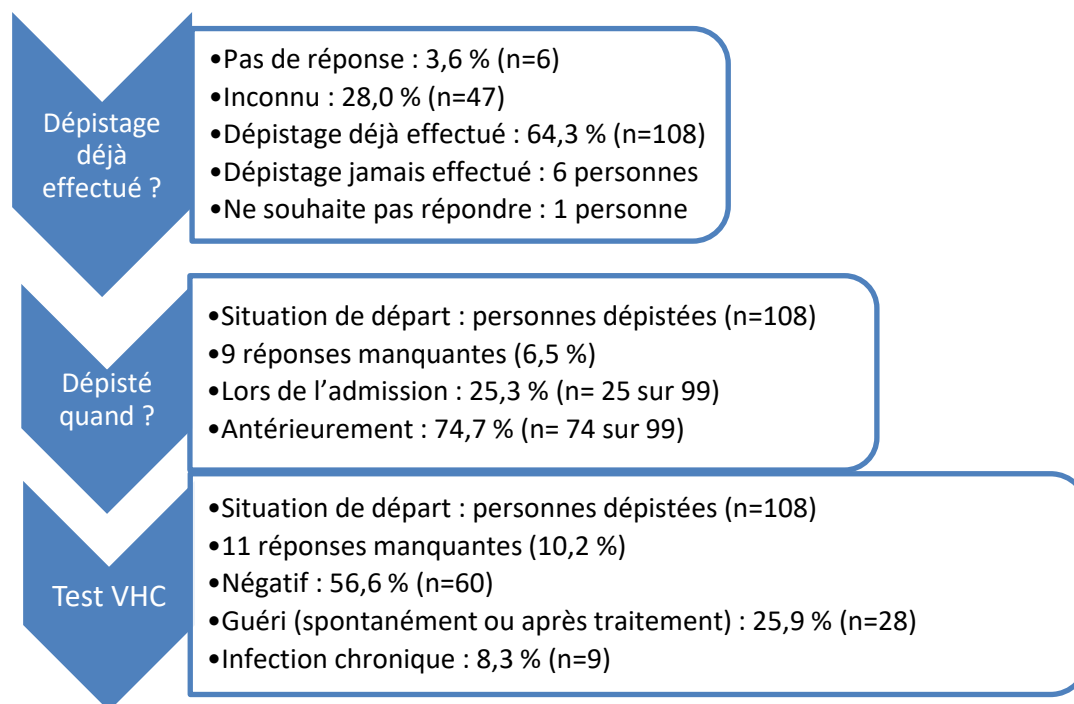 Dépistage
déjà
effectué ?
•Pas de réponse : 3,6 % (n=6)
•Inconnu : 28,0 % (n=47)
•Dépistage déjà effectué : 64,3 % (n=108)
•Dépistage jamais effectué : 6 personnes
•Ne souhaite pas répondre : 1 personne
Dépisté
quand ?
•Situation de départ : personnes dépistées (n=108)
•9 réponses manquantes (6,5 %)
•Lors de l’admission : 25,3 % (n= 25 sur 99)
•Antérieurement : 74,7 % (n= 74 sur 99)
Test VHC
•Situation de départ : personnes dépistées (n=108)
•11 réponses manquantes (10,2 %)
•Négatif : 56,6 % (n=60)
•Guéri (spontanément ou après traitement) : 25,9 % (n=28)
•Infection chronique : 8,3 % (n=9)